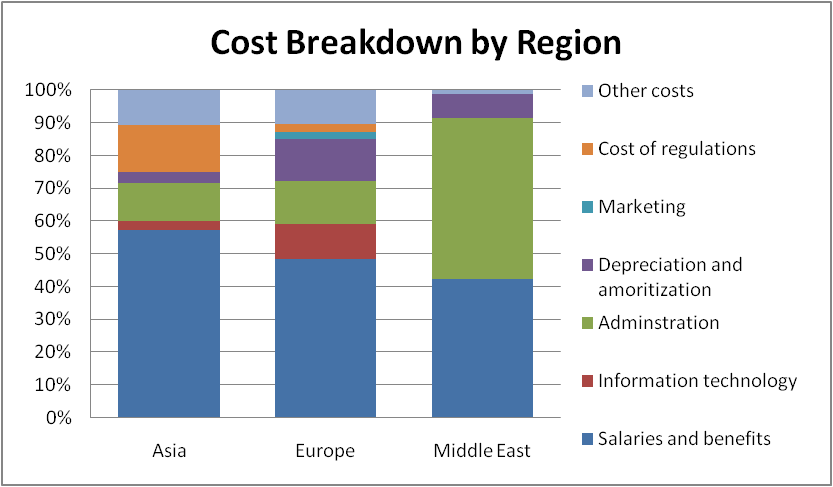 Cost Breakdown by Region
100%
90%
80%
70%
60%
50%
40%
30%
20%
10%
0%
Asia
Europe
Middle East
Other costs
Cost of regulations
Marketing
Depreciation and
amoritization
Adminstration
Information technology
Salaries and benefits